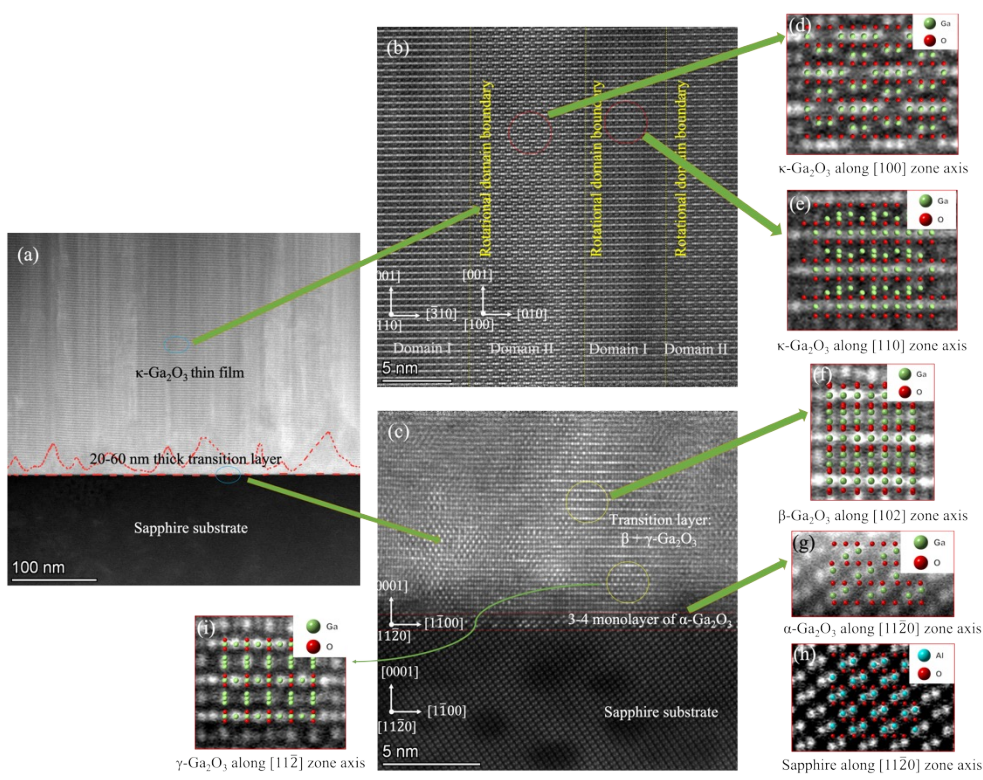 (a)
κ-Ga₂O₃ thin film
20-60 nm thick transition layer
Sapphire substrate
100 nm
(b)
Rotational domain boundary
Rotational domain boundary
Rotational domain boundary
[001]
[3̄10]
[110]
[001]
[010]
[100]
Domain I
Domain II
Domain I
Domain II
5 nm
(c)
Transition layer:
β + γ-Ga₂O₃
3-4 monolayer of α-Ga₂O₃
[0001]
[11̄00]
[112̄0]
[0001]
[11̄00]
[112̄0]
Sapphire substrate
5 nm
(d)
Ga
O
κ-Ga₂O₃ along [100] zone axis
(e)
Ga
O
κ-Ga₂O₃ along [110] zone axis
(f)
Ga
O
β-Ga₂O₃ along [102] zone axis
(g)
Ga
O
α-Ga₂O₃ along [112̄0] zone axis
(h)
Al
O
Sapphire along [112̄0] zone axis
(i)
Ga
O
γ-Ga₂O₃ along [112̄] zone axis